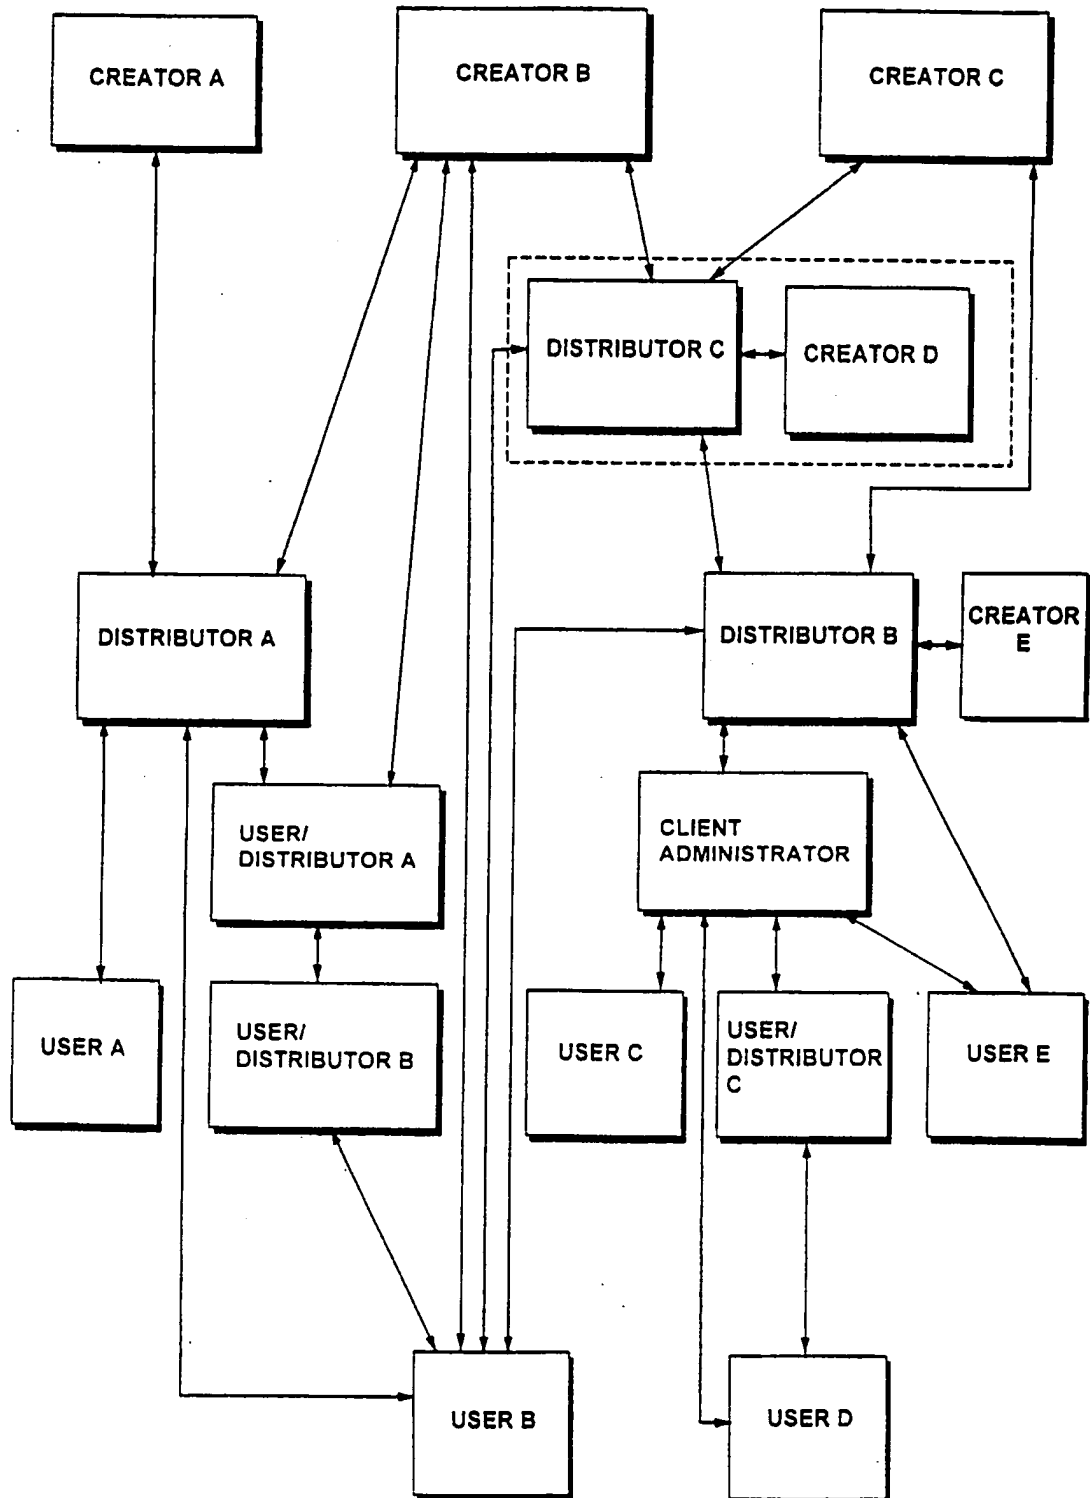 CREATOR A
CREATOR B
CREATOR C
DISTRIBUTOR C
CREATOR D
DISTRIBUTOR A
DISTRIBUTOR B
CREATOR
E
USER/
DISTRIBUTOR A
CLIENT
ADMINISTRATOR
USER A
USER/
DISTRIBUTOR B
USER C
USER/
DISTRIBUTOR
C
USER E
USER B
USER D